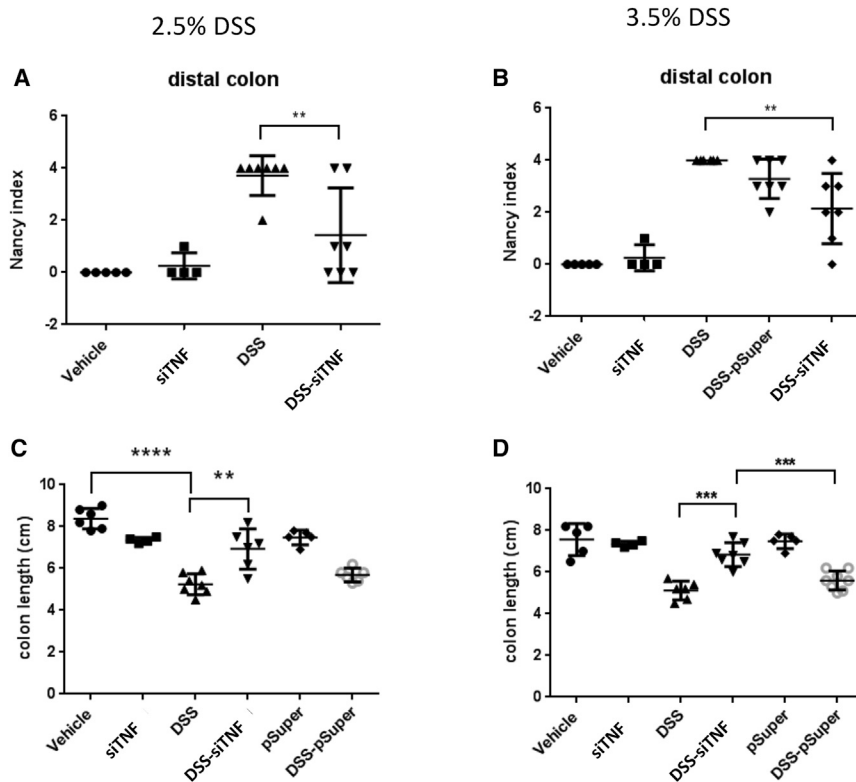 2.5% DSS
3.5% DSS
A
distal colon
**
Nancy index
6
4
2
0
-2
Vehicle
siTNF
DSS
DSS-siTNF
B
distal colon
**
Nancy index
6
4
2
0
-2
Vehicle
siTNF
DSS
DSS-pSuper
DSS-siTNF
C
****
**
colon length (cm)
10
8
6
4
2
0
Vehicle
siTNF
DSS
DSS-siTNF
pSuper
DSS-pSuper
D
***
***
colon length (cm)
10
8
6
4
2
0
Vehicle
siTNF
DSS
DSS-siTNF
pSuper
DSS-pSuper